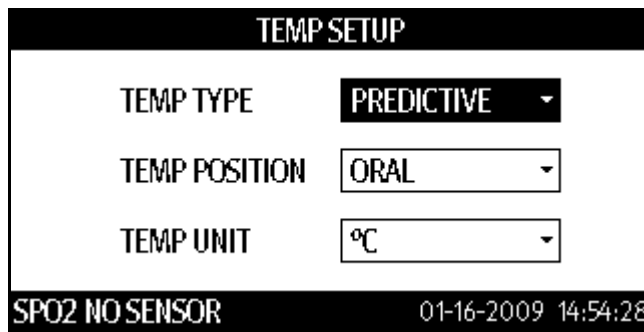 TEMP SETUP
TEMP TYPE PREDICTIVE
TEMP POSITION ORAL
TEMP UNIT ºC
SPO2 NO SENSOR 01-16-2009 14:54:28